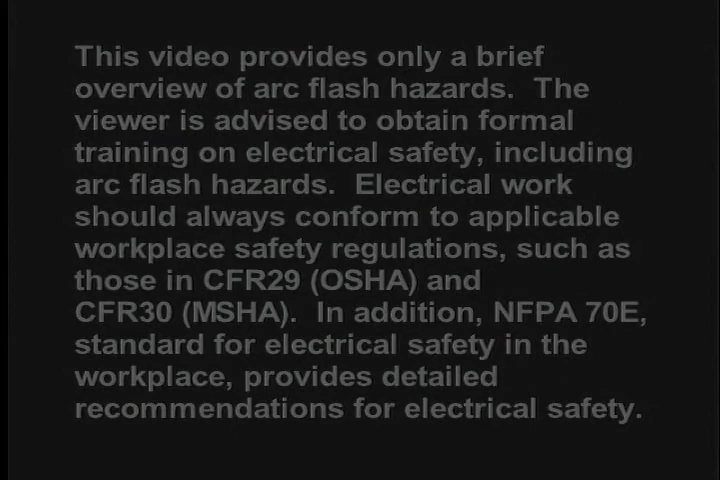 This video provides only a brief
overview of arc flash hazards.  The
viewer is advised to obtain formal
training on electrical safety, including
arc flash hazards.  Electrical work
should always conform to applicable
workplace safety regulations, such as
those in CFR29 (OSHA) and
CFR30 (MSHA).  In addition, NFPA 70E,
standard for electrical safety in the
workplace, provides detailed
recommendations for electrical safety.